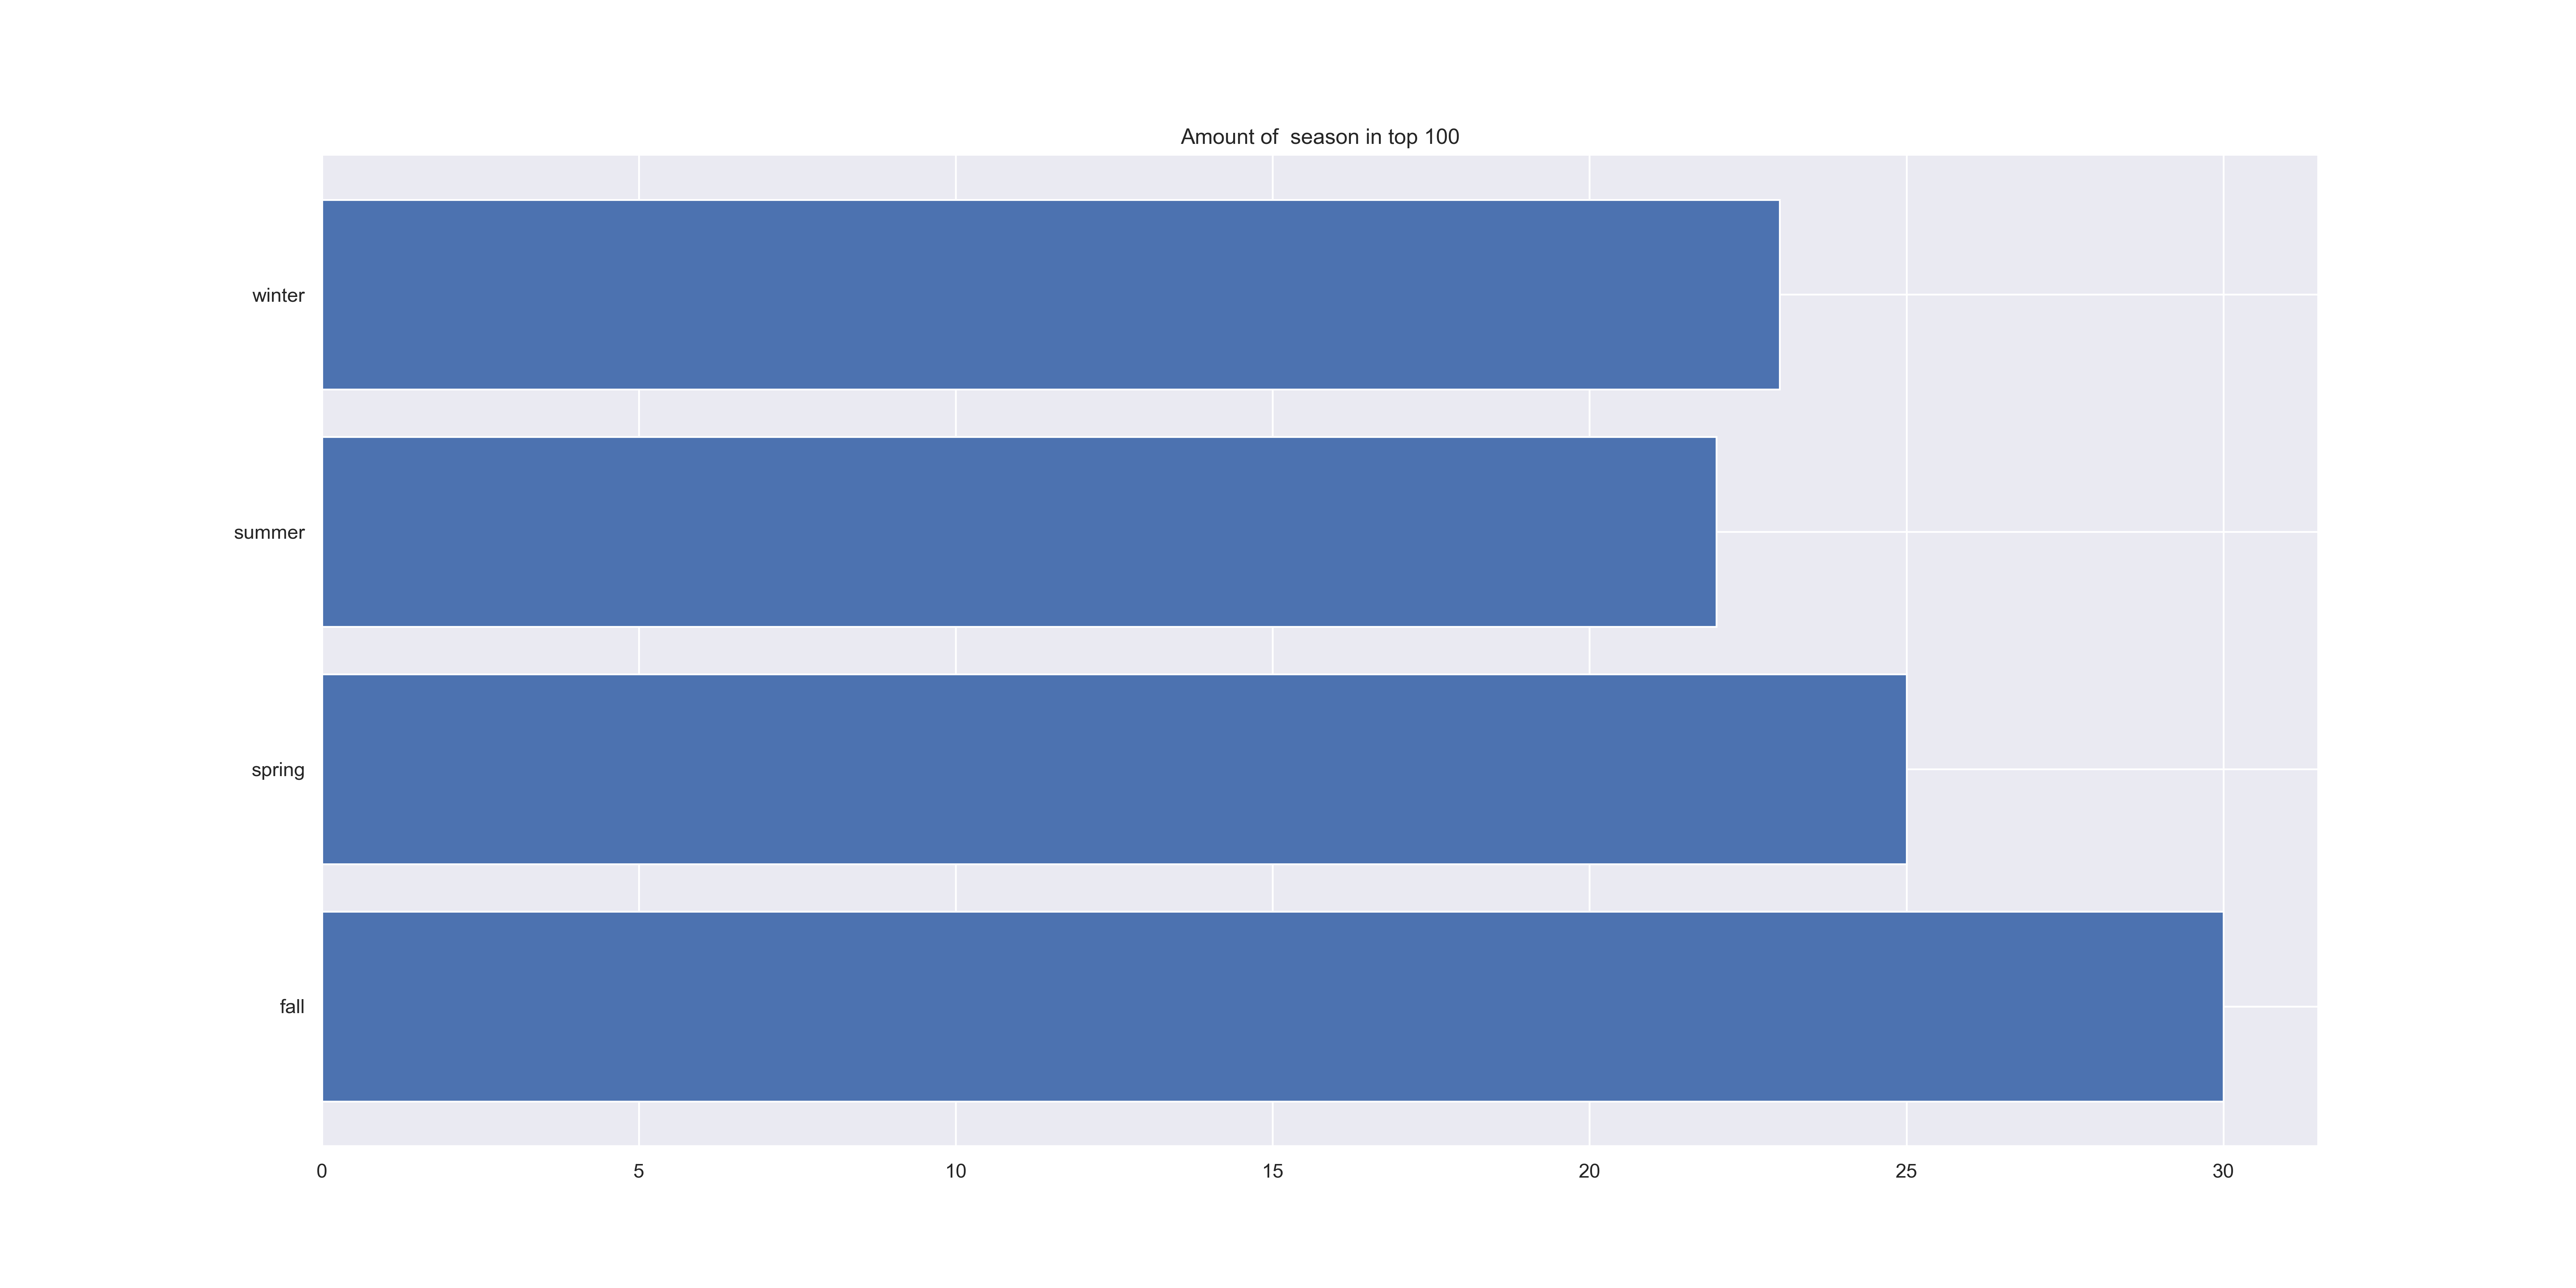 Amount of  season in top 100
winter
summer
spring
fall
0 5 10 15 20 25 30